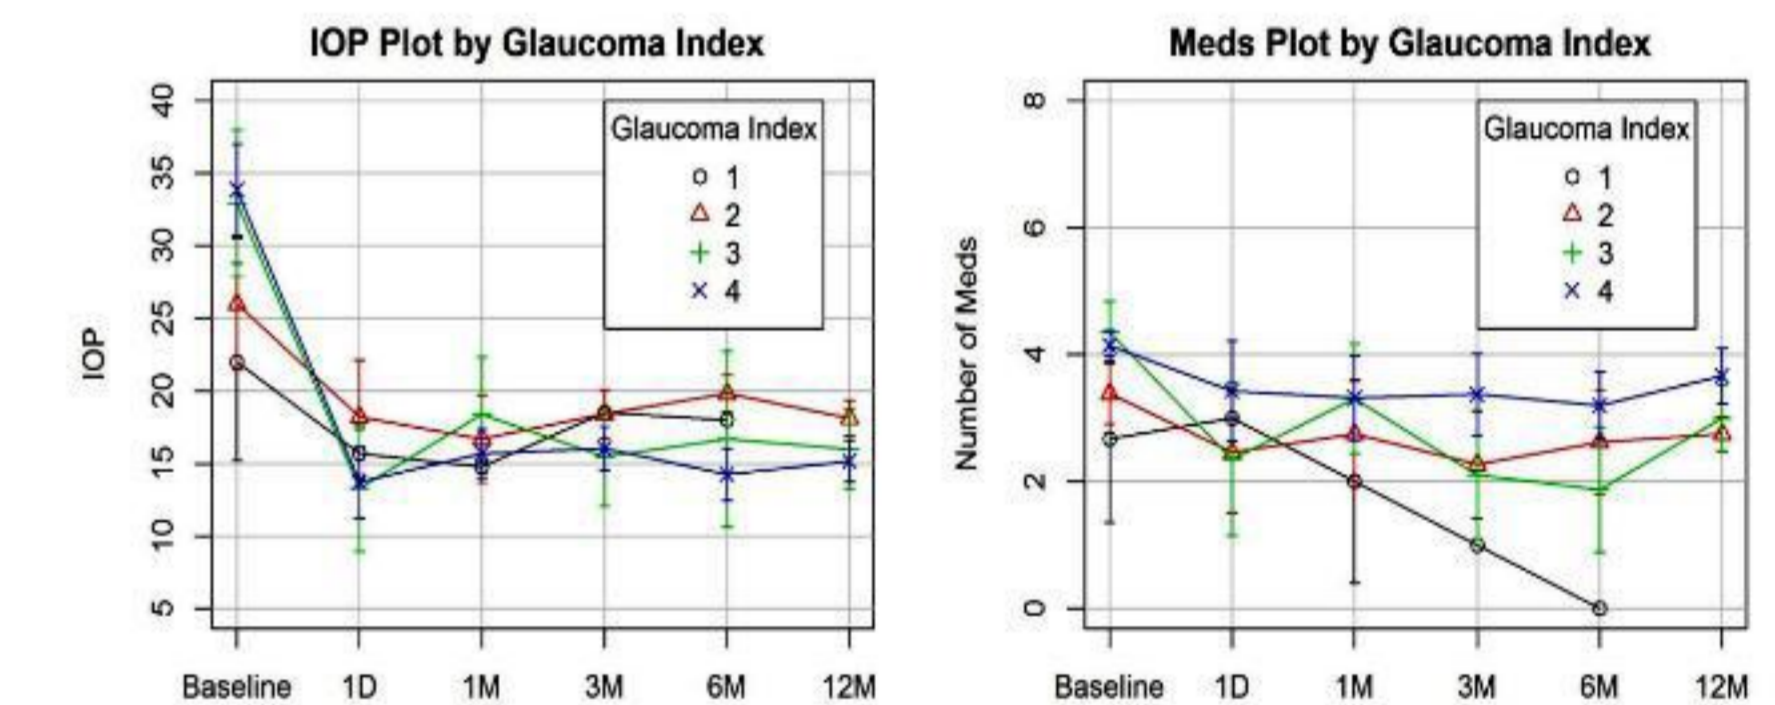 IOP Plot by Glaucoma Index
IOP
40
35
30
25
20
15
10
5
Glaucoma Index
1
2
3
4
Baseline 1D 1M 3M 6M 12M
Meds Plot by Glaucoma Index
Number of Meds
8
6
4
2
0
Glaucoma Index
1
2
3
4
Baseline 1D 1M 3M 6M 12M